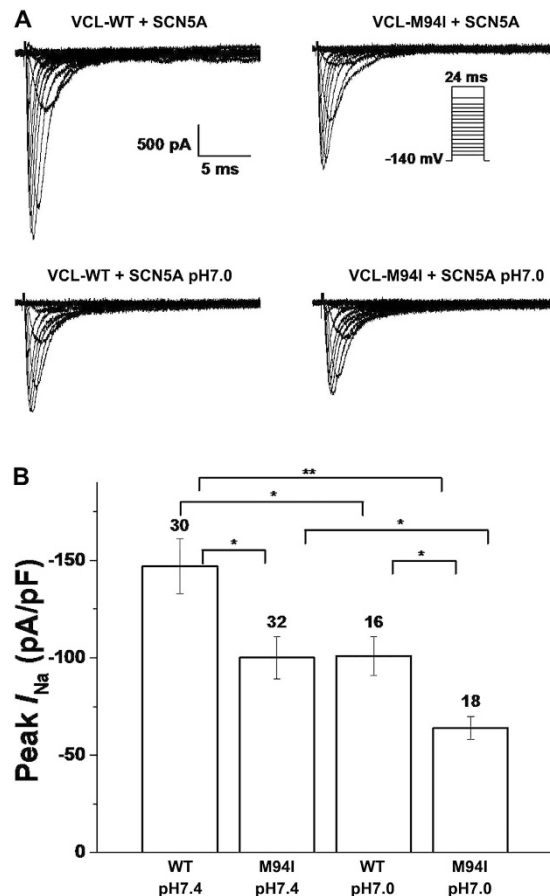 A
VCL-WT + SCN5A
VCL-M94I + SCN5A
24 ms
500 pA
5 ms
-140 mV
VCL-WT + SCN5A pH7.0
VCL-M94I + SCN5A pH7.0
B
**
*
*
30
*
*
-150
32
16
-100
18
-50
0
Peak INa (pA/pF)
WT
M94I
WT
M94I
pH7.4
pH7.4
pH7.0
pH7.0